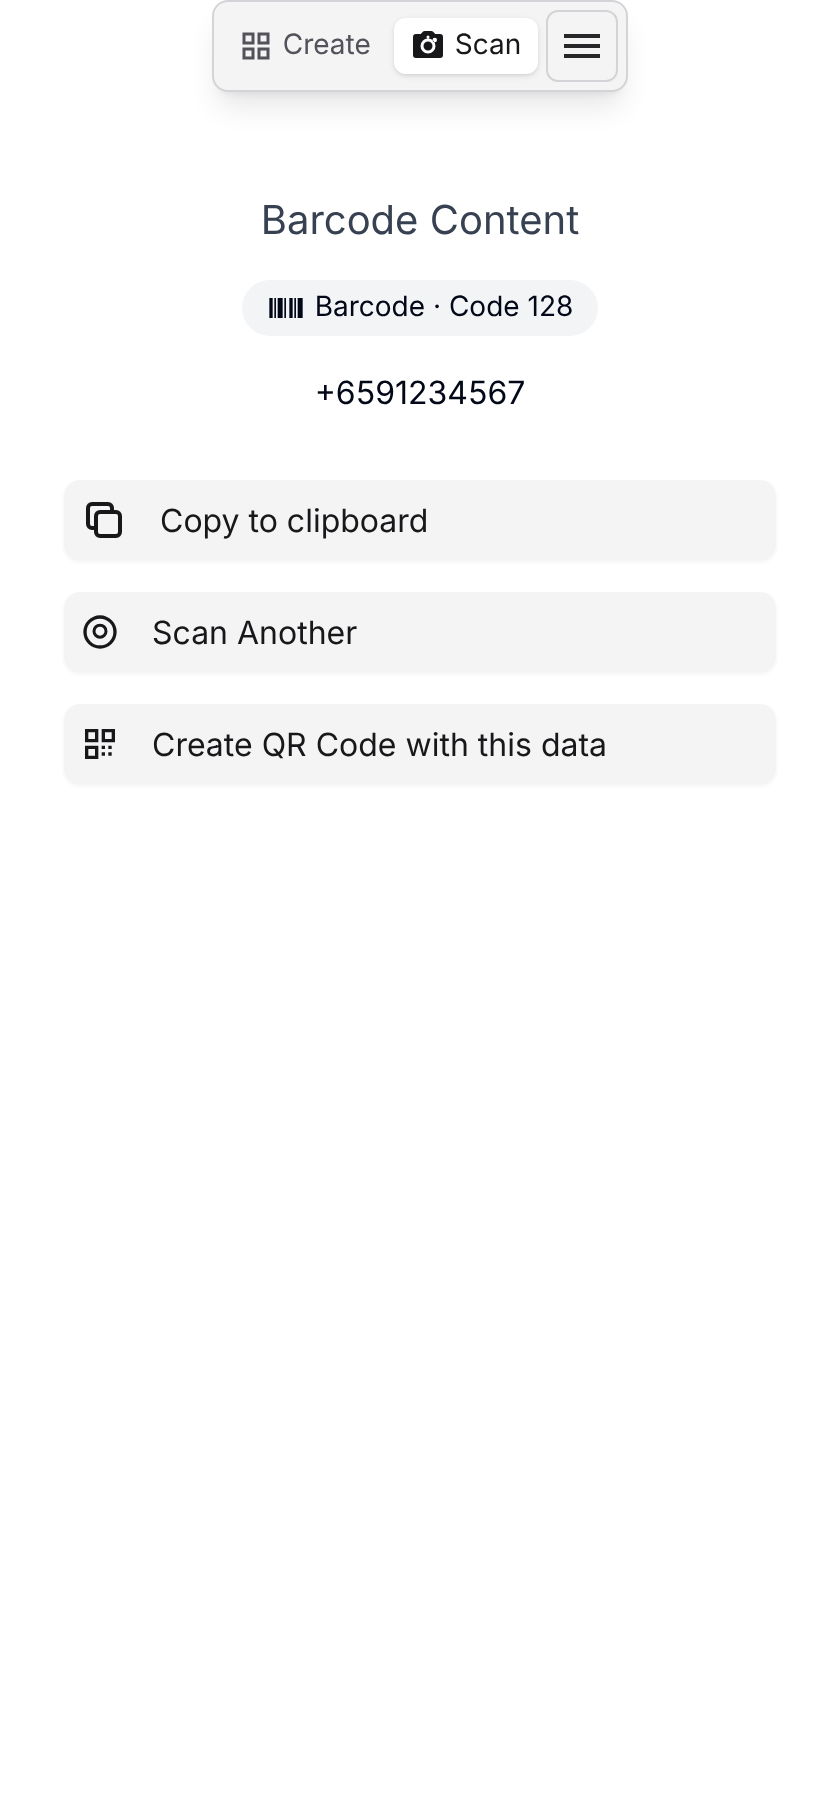 Create
Scan
Barcode Content
Barcode · Code 128
+6591234567
Copy to clipboard
Scan Another
Create QR Code with this data